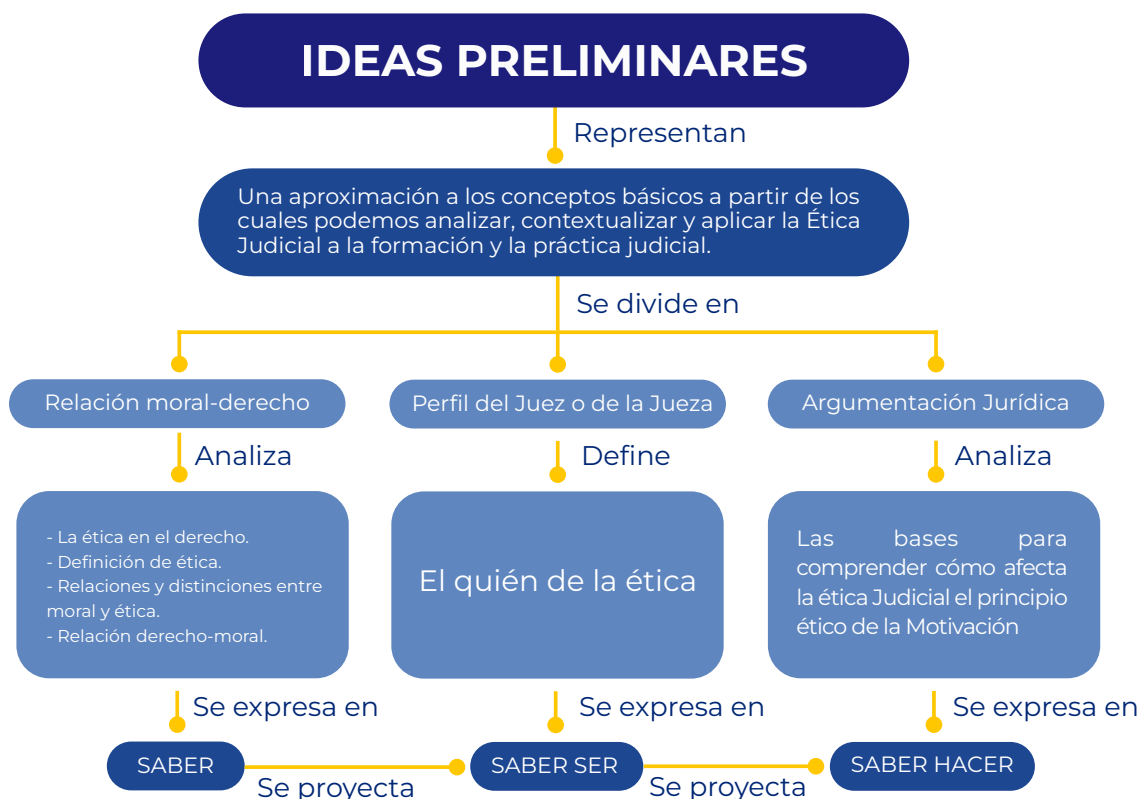 IDEAS PRELIMINARES
Representan
Una aproximación a los conceptos básicos a partir de los
cuales podemos analizar, contextualizar y aplicar la Ética
Judicial a la formación y la práctica judicial.
Se divide en
Relación moral-derecho
Perfil del Juez o de la Jueza
Argumentación Jurídica
Analiza
Define
Analiza
- La ética en el derecho.
- Definición de ética.
- Relaciones y distinciones entre
moral y ética.
- Relación derecho-moral.
El quién de la ética
Las bases para
comprender cómo afecta
la ética Judicial el principio
ético de la Motivación
Se expresa en
Se expresa en
Se expresa en
SABER
Se proyecta
SABER SER
Se proyecta
SABER HACER